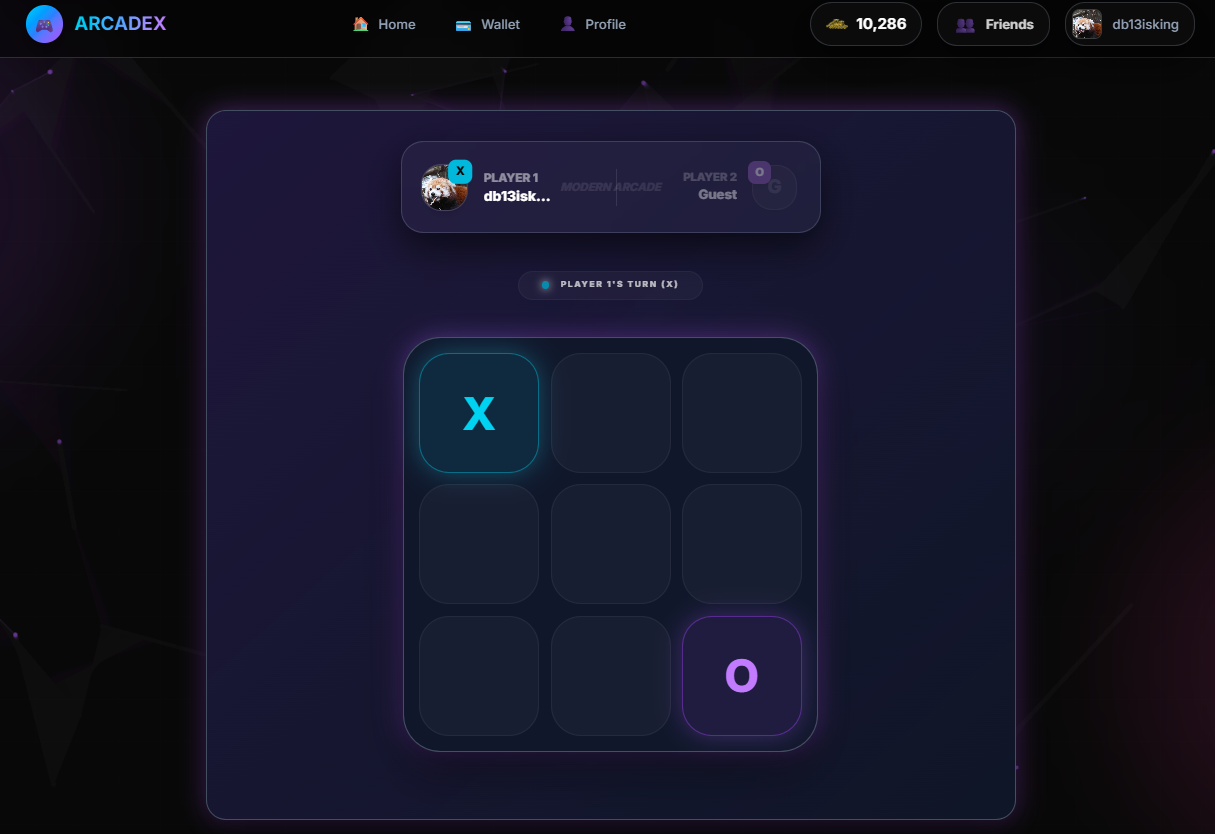 ARCADEX
Home
Wallet
Profile
10,286
Friends
db13isking
X
PLAYER 1
db13isk...
MODERN ARCADE
PLAYER 2
Guest
O
G
PLAYER 1'S TURN (X)
X
O